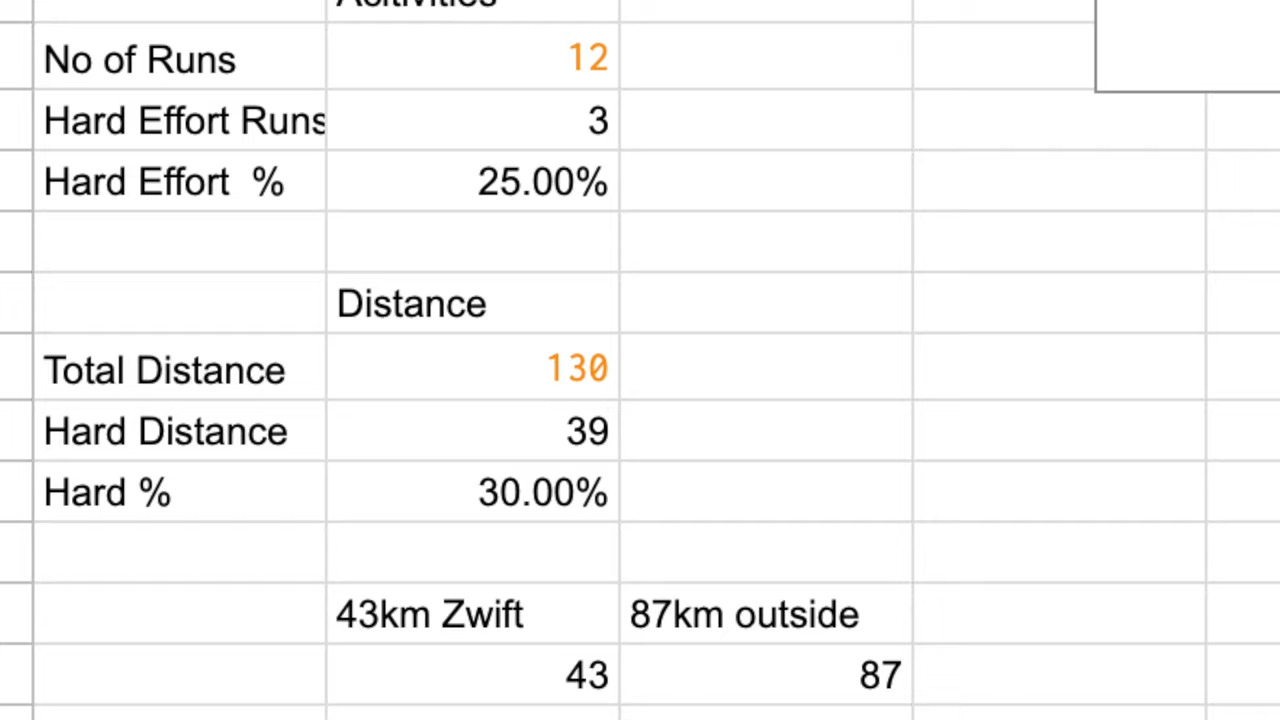 No of Runs 12
Hard Effort Runs 3
Hard Effort % 25.00%
Distance
Total Distance 130
Hard Distance 39
Hard % 30.00%
43km Zwift 87km outside
43 87